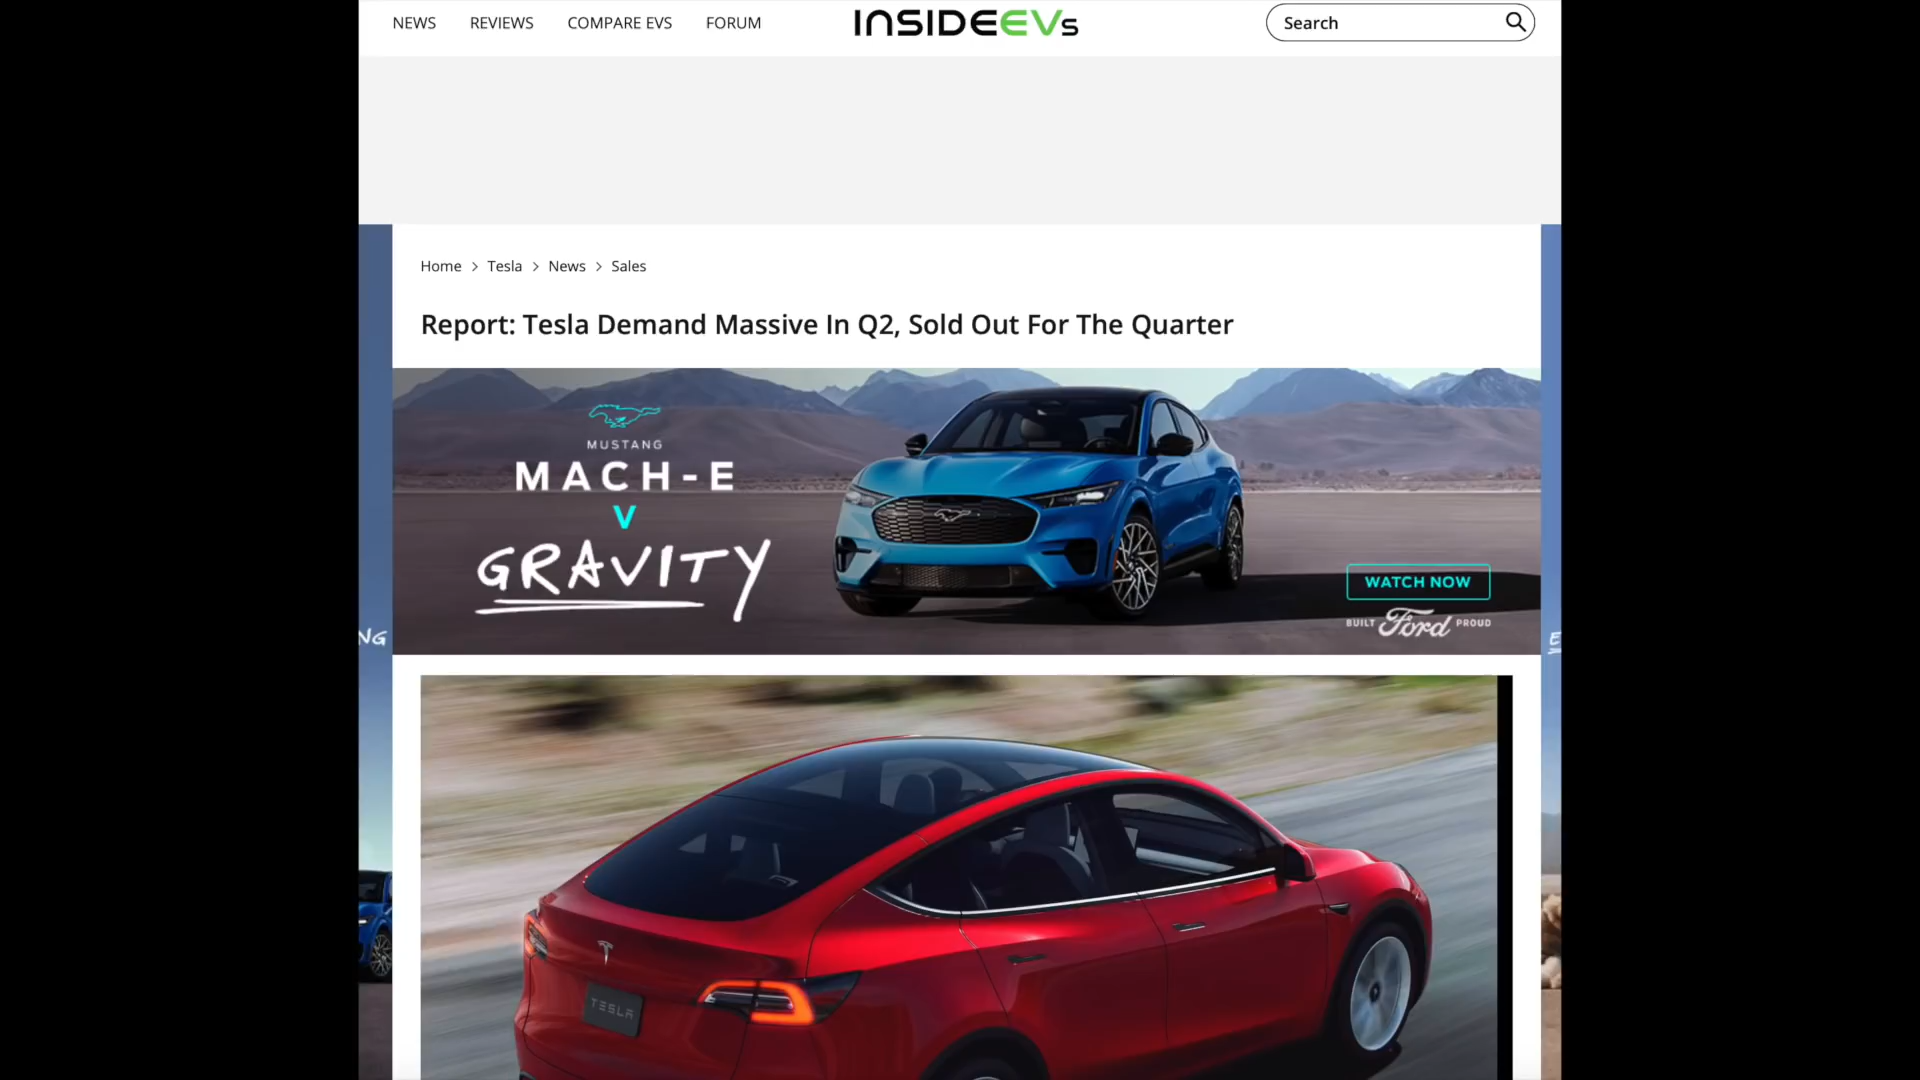 NEWS
REVIEWS
COMPARE EVS
FORUM
INSIDEEVs
Search
Home > Tesla > News > Sales
Report: Tesla Demand Massive In Q2, Sold Out For The Quarter
MUSTANG
MACH-E
V
GRAVITY
WATCH NOW
BUILT Ford PROUD
NG
E
TESLA